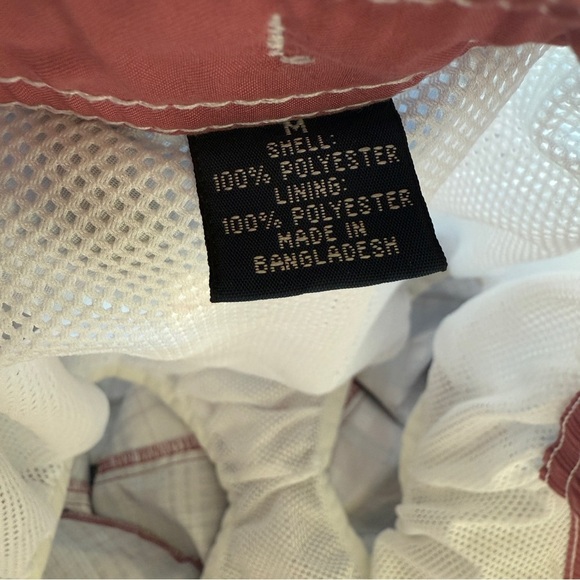 M
SHELL:
100% POLYESTER
LINING:
100% POLYESTER
MADE IN
BANGLADESH